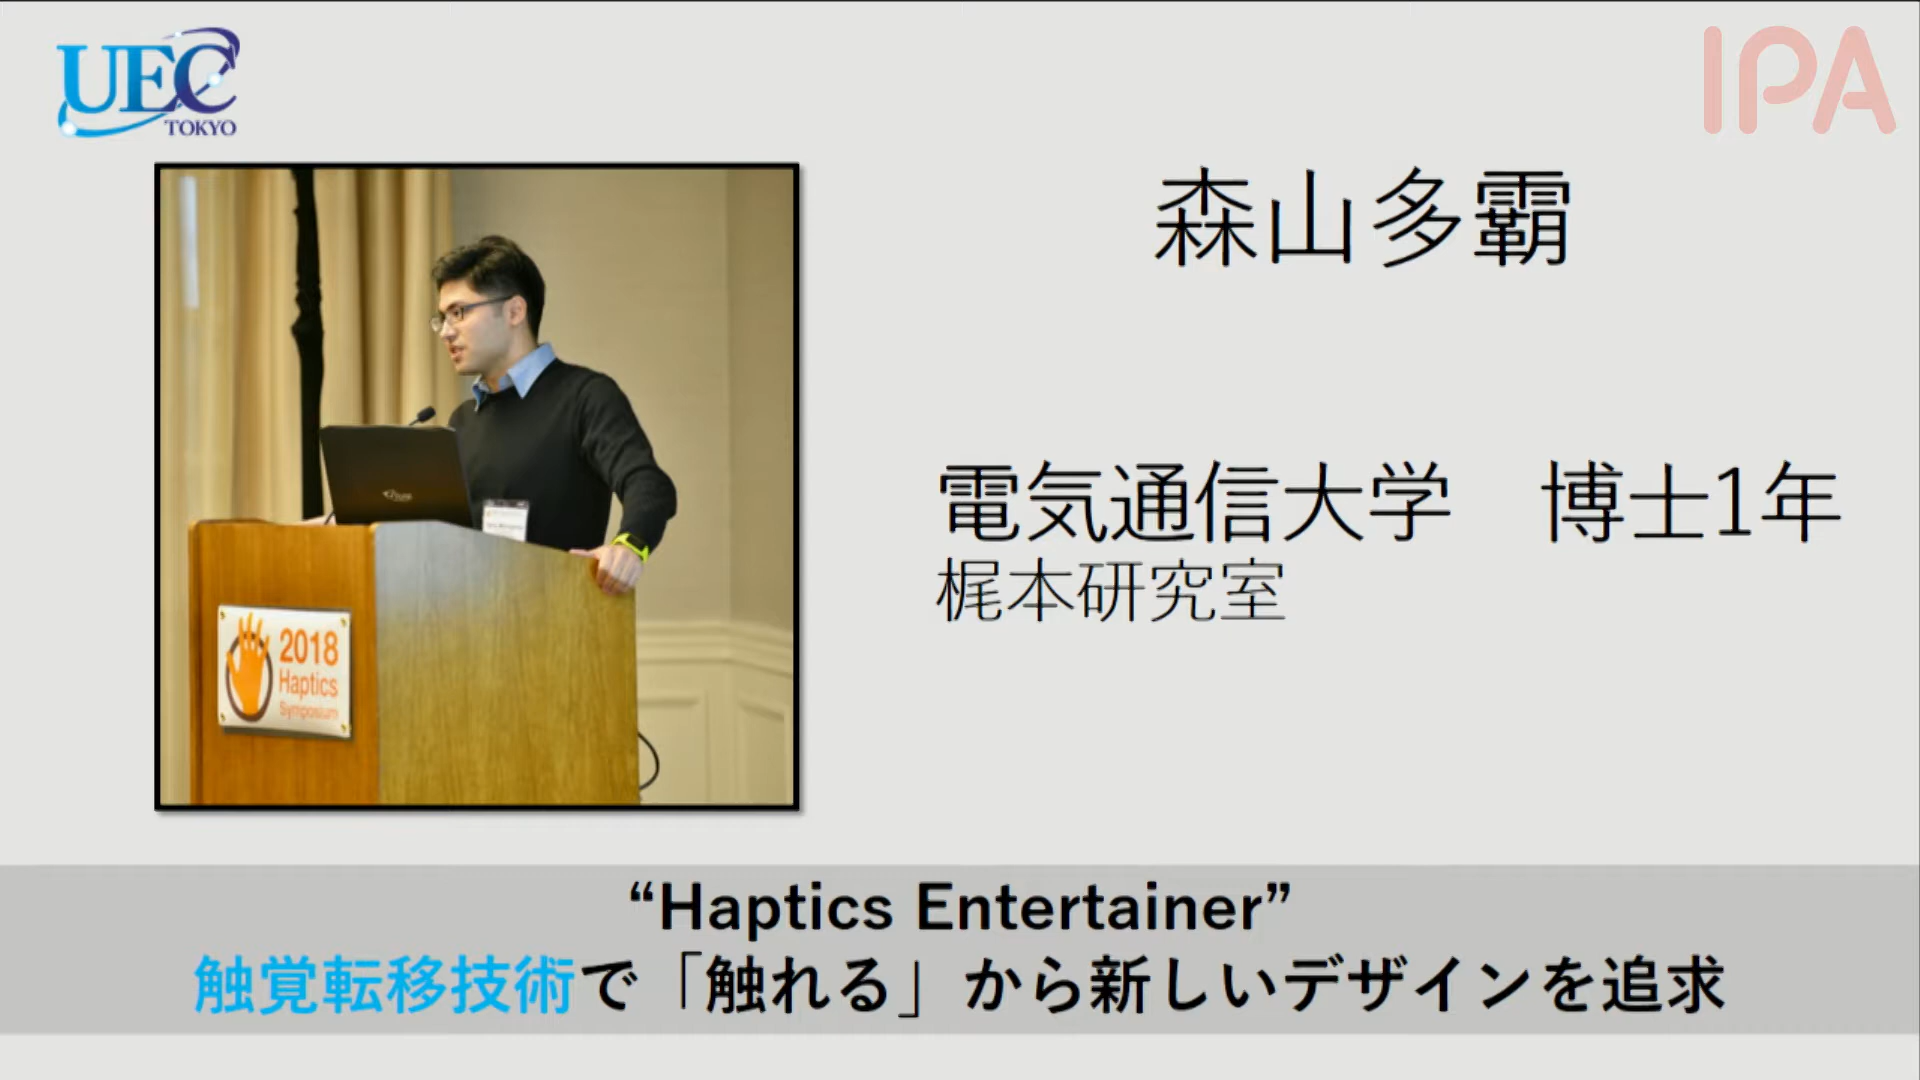 UEC
TOKYO
IPA
森山多霸
電気通信大学　博士1年
梶本研究室
2018
Haptics
Symposium
“Haptics Entertainer”
触覚転移技術で「触れる」から新しいデザインを追求